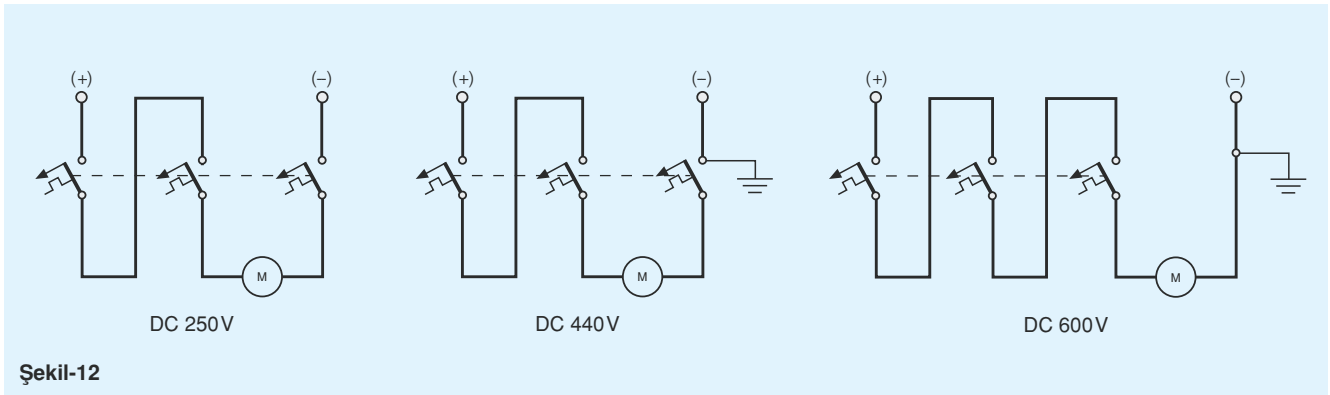 (+) (–) (+) (–) (+) (–)
M M M
DC 250V DC 440V DC 600V
Şekil-12